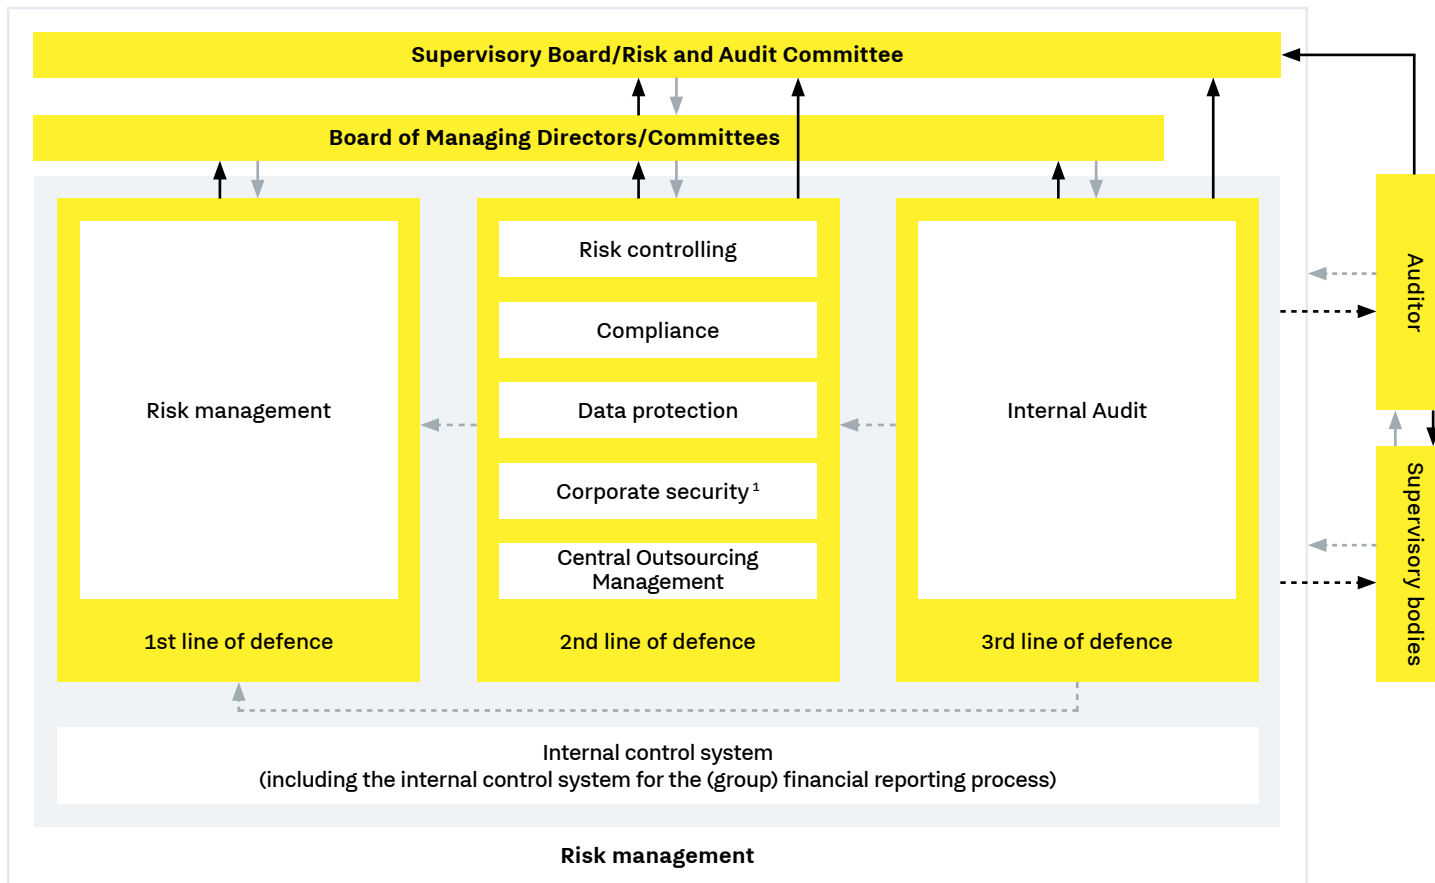 Supervisory Board/Risk and Audit Committee
Board of Managing Directors/Committees
Risk management
1st line of defence
Risk controlling
Compliance
Data protection
Corporate security¹
Central Outsourcing
Management
2nd line of defence
Internal Audit
3rd line of defence
Auditor
Supervisory bodies
Internal control system
(including the internal control system for the (group) financial reporting process)
Risk management